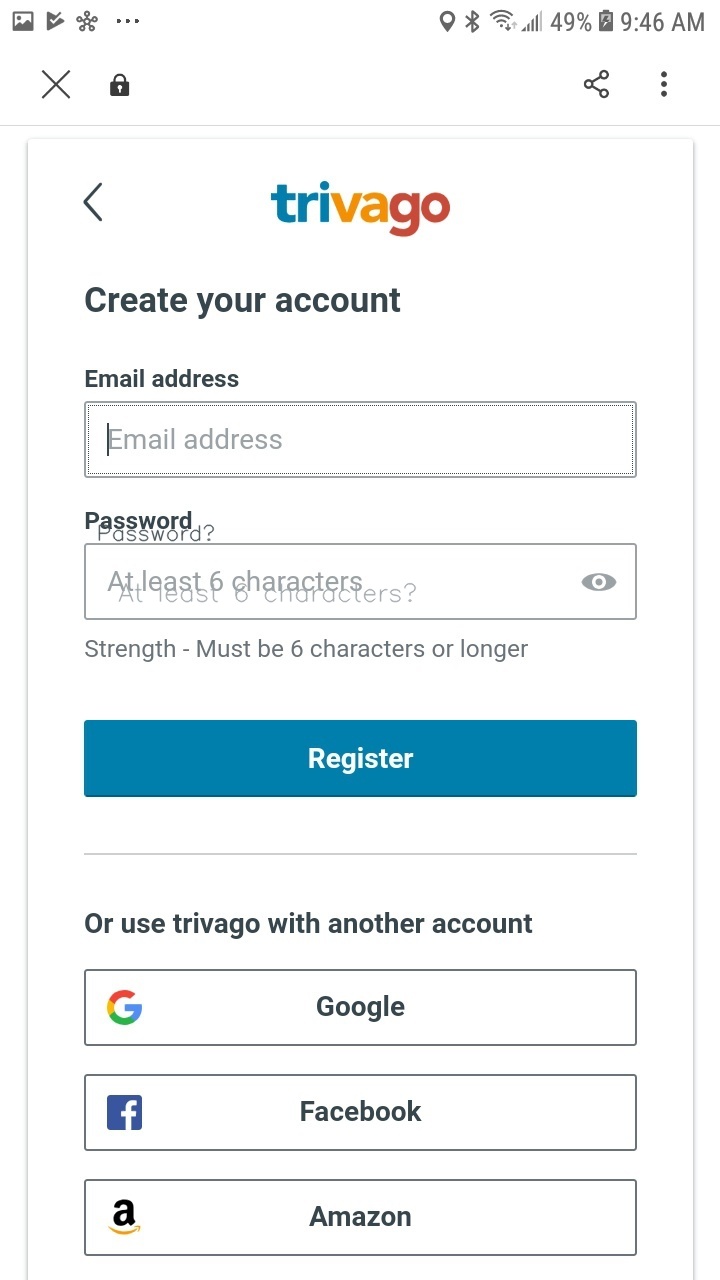 49% 9:46 AM
trivago
Create your account
Email address
Email address
Password
Password?
At least 6 characters
At least 6 characters?
Strength - Must be 6 characters or longer
Register
Or use trivago with another account
Google
Facebook
a
Amazon